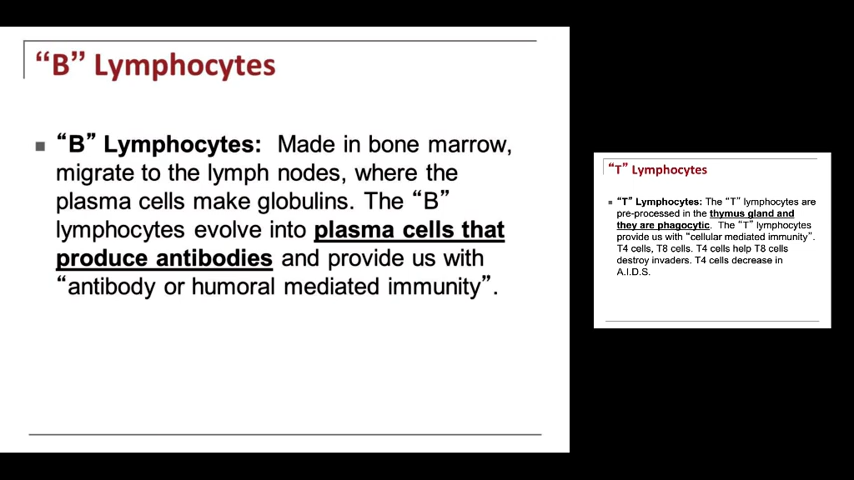 “B” Lymphocytes
“B” Lymphocytes: Made in bone marrow,
migrate to the lymph nodes, where the
plasma cells make globulins. The “B”
lymphocytes evolve into plasma cells that
produce antibodies and provide us with
“antibody or humoral mediated immunity”.
“T” Lymphocytes
“T” Lymphocytes: The “T” lymphocytes are
pre-processed in the thymus gland and
they are phagocytic. The “T” lymphocytes
provide us with “cellular mediated immunity”.
T4 cells, T8 cells. T4 cells help T8 cells
destroy invaders. T4 cells decrease in
A.I.D.S.